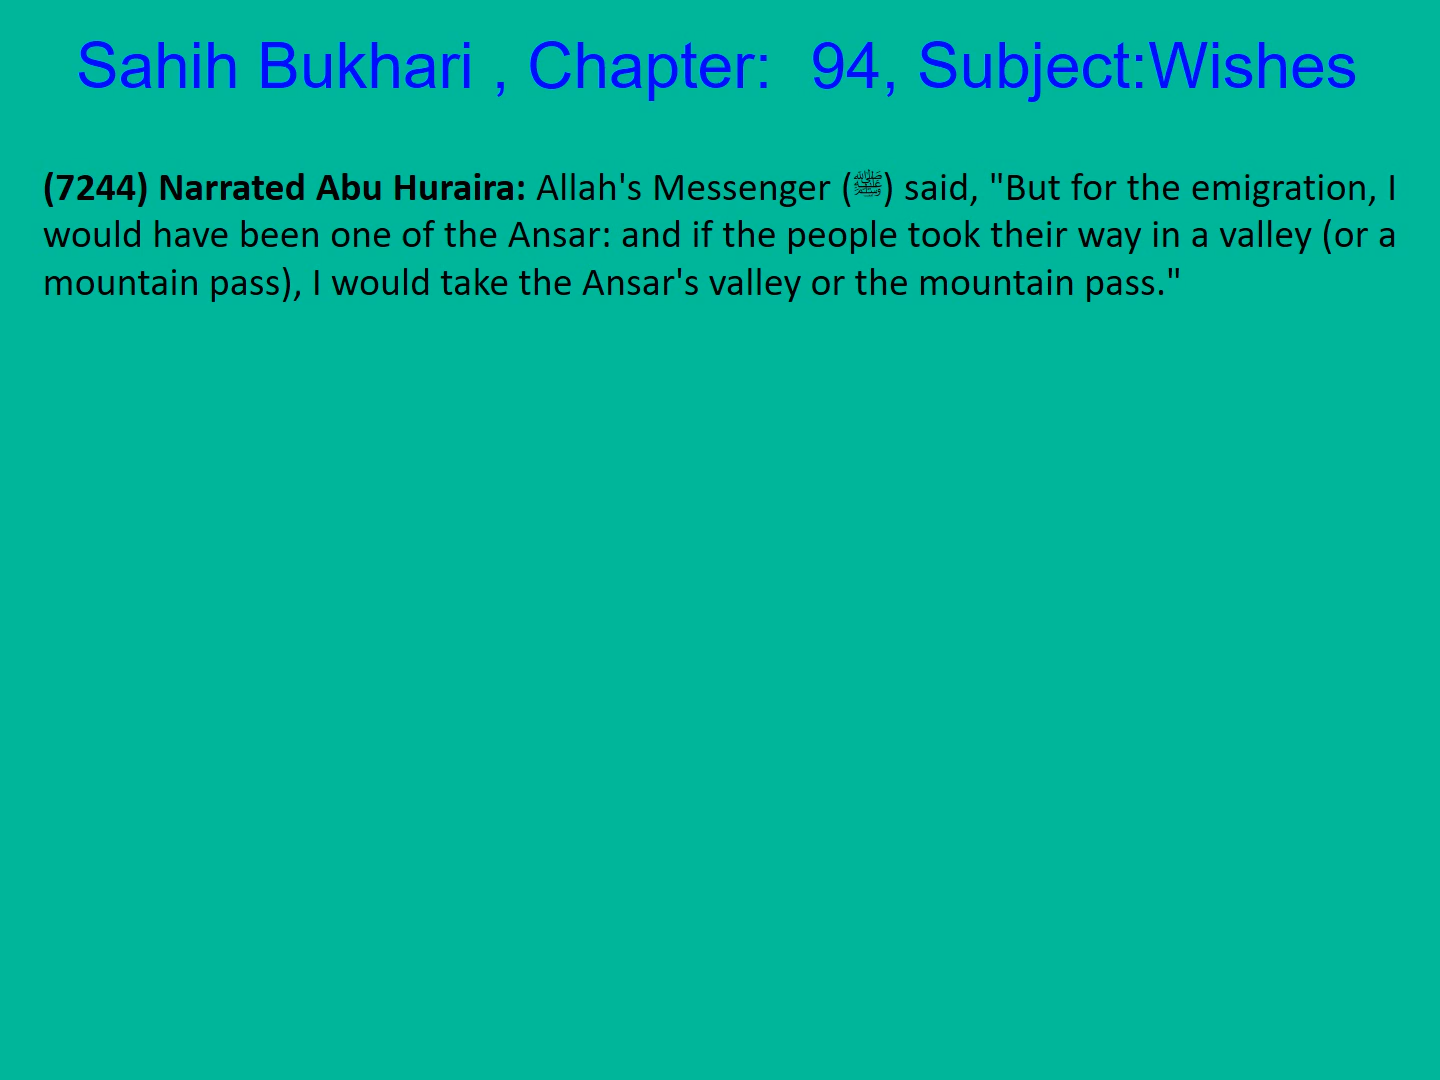 Sahih Bukhari , Chapter:  94, Subject:Wishes
(7244) Narrated Abu Huraira: Allah's Messenger (ﷺ) said, "But for the emigration, I
would have been one of the Ansar: and if the people took their way in a valley (or a
mountain pass), I would take the Ansar's valley or the mountain pass."